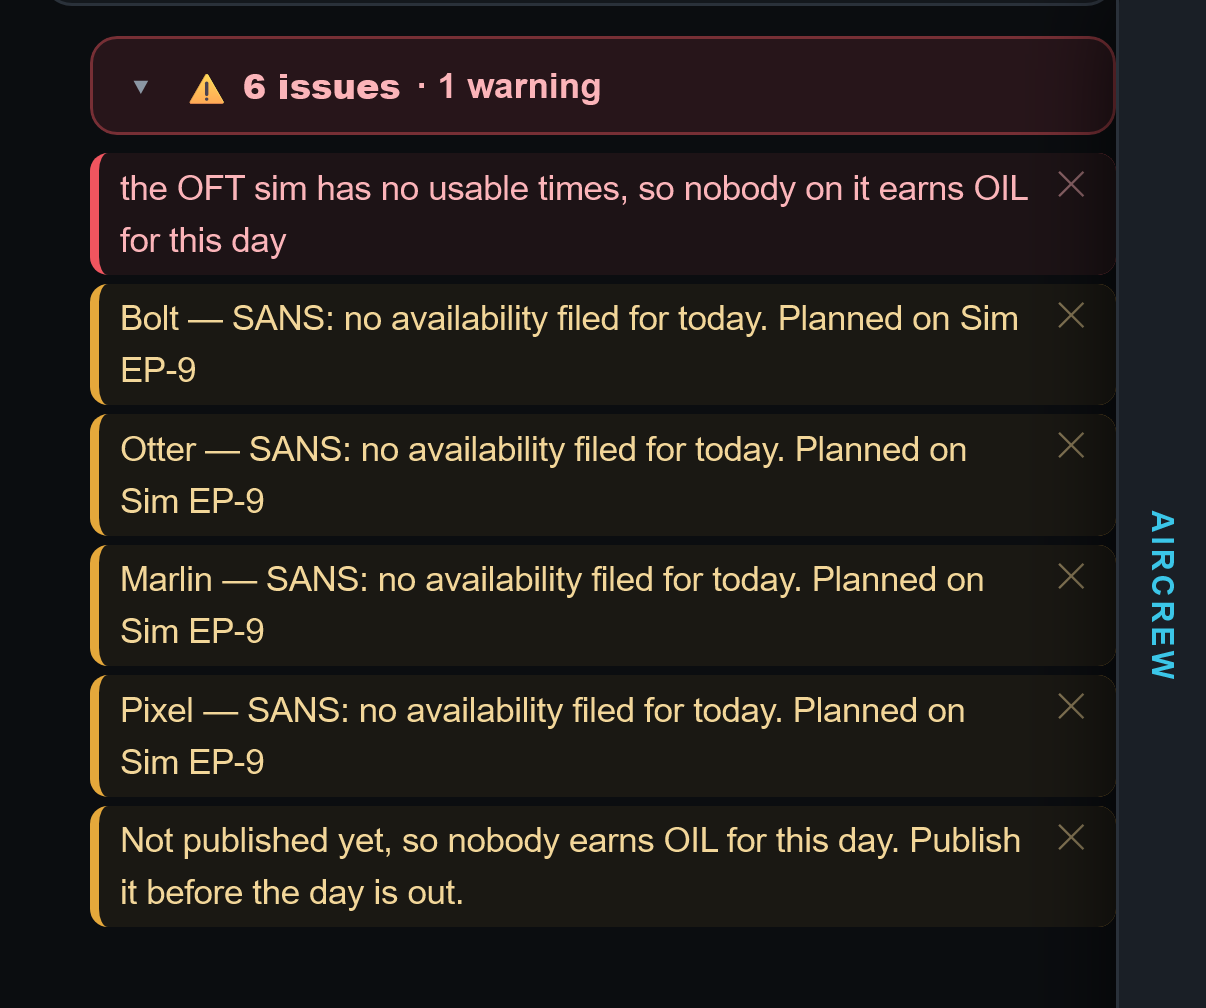 6 issues · 1 warning
the OFT sim has no usable times, so nobody on it earns OIL
for this day
Bolt — SANS: no availability filed for today. Planned on Sim
EP-9
Otter — SANS: no availability filed for today. Planned on
Sim EP-9
Marlin — SANS: no availability filed for today. Planned on
Sim EP-9
Pixel — SANS: no availability filed for today. Planned on
Sim EP-9
Not published yet, so nobody earns OIL for this day. Publish
it before the day is out.
AIRCREW